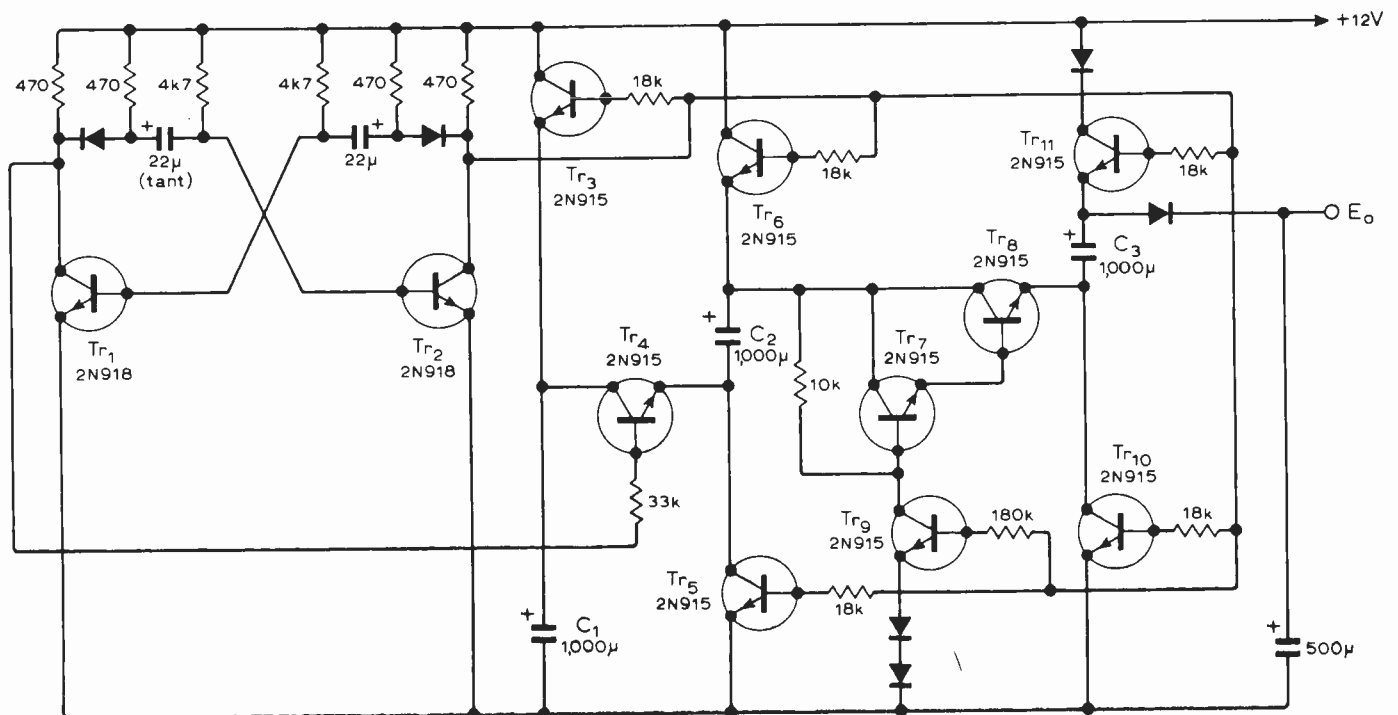 +12V
470
470
4k7
4k7
470
470
+
22μ
(tant)
+
22μ
18k
Tr3
2N915
18k
Tr6
2N915
Tr11
2N915
18k
Eo
+
C3
1,000μ
Tr8
2N915
Tr1
2N918
Tr2
2N918
+
C2
1,000μ
Tr4
2N915
Tr7
2N915
10k
33k
Tr10
2N915
18k
Tr9
2N915
180k
Tr5
2N915
18k
+
C1
1,000μ
+
500μ